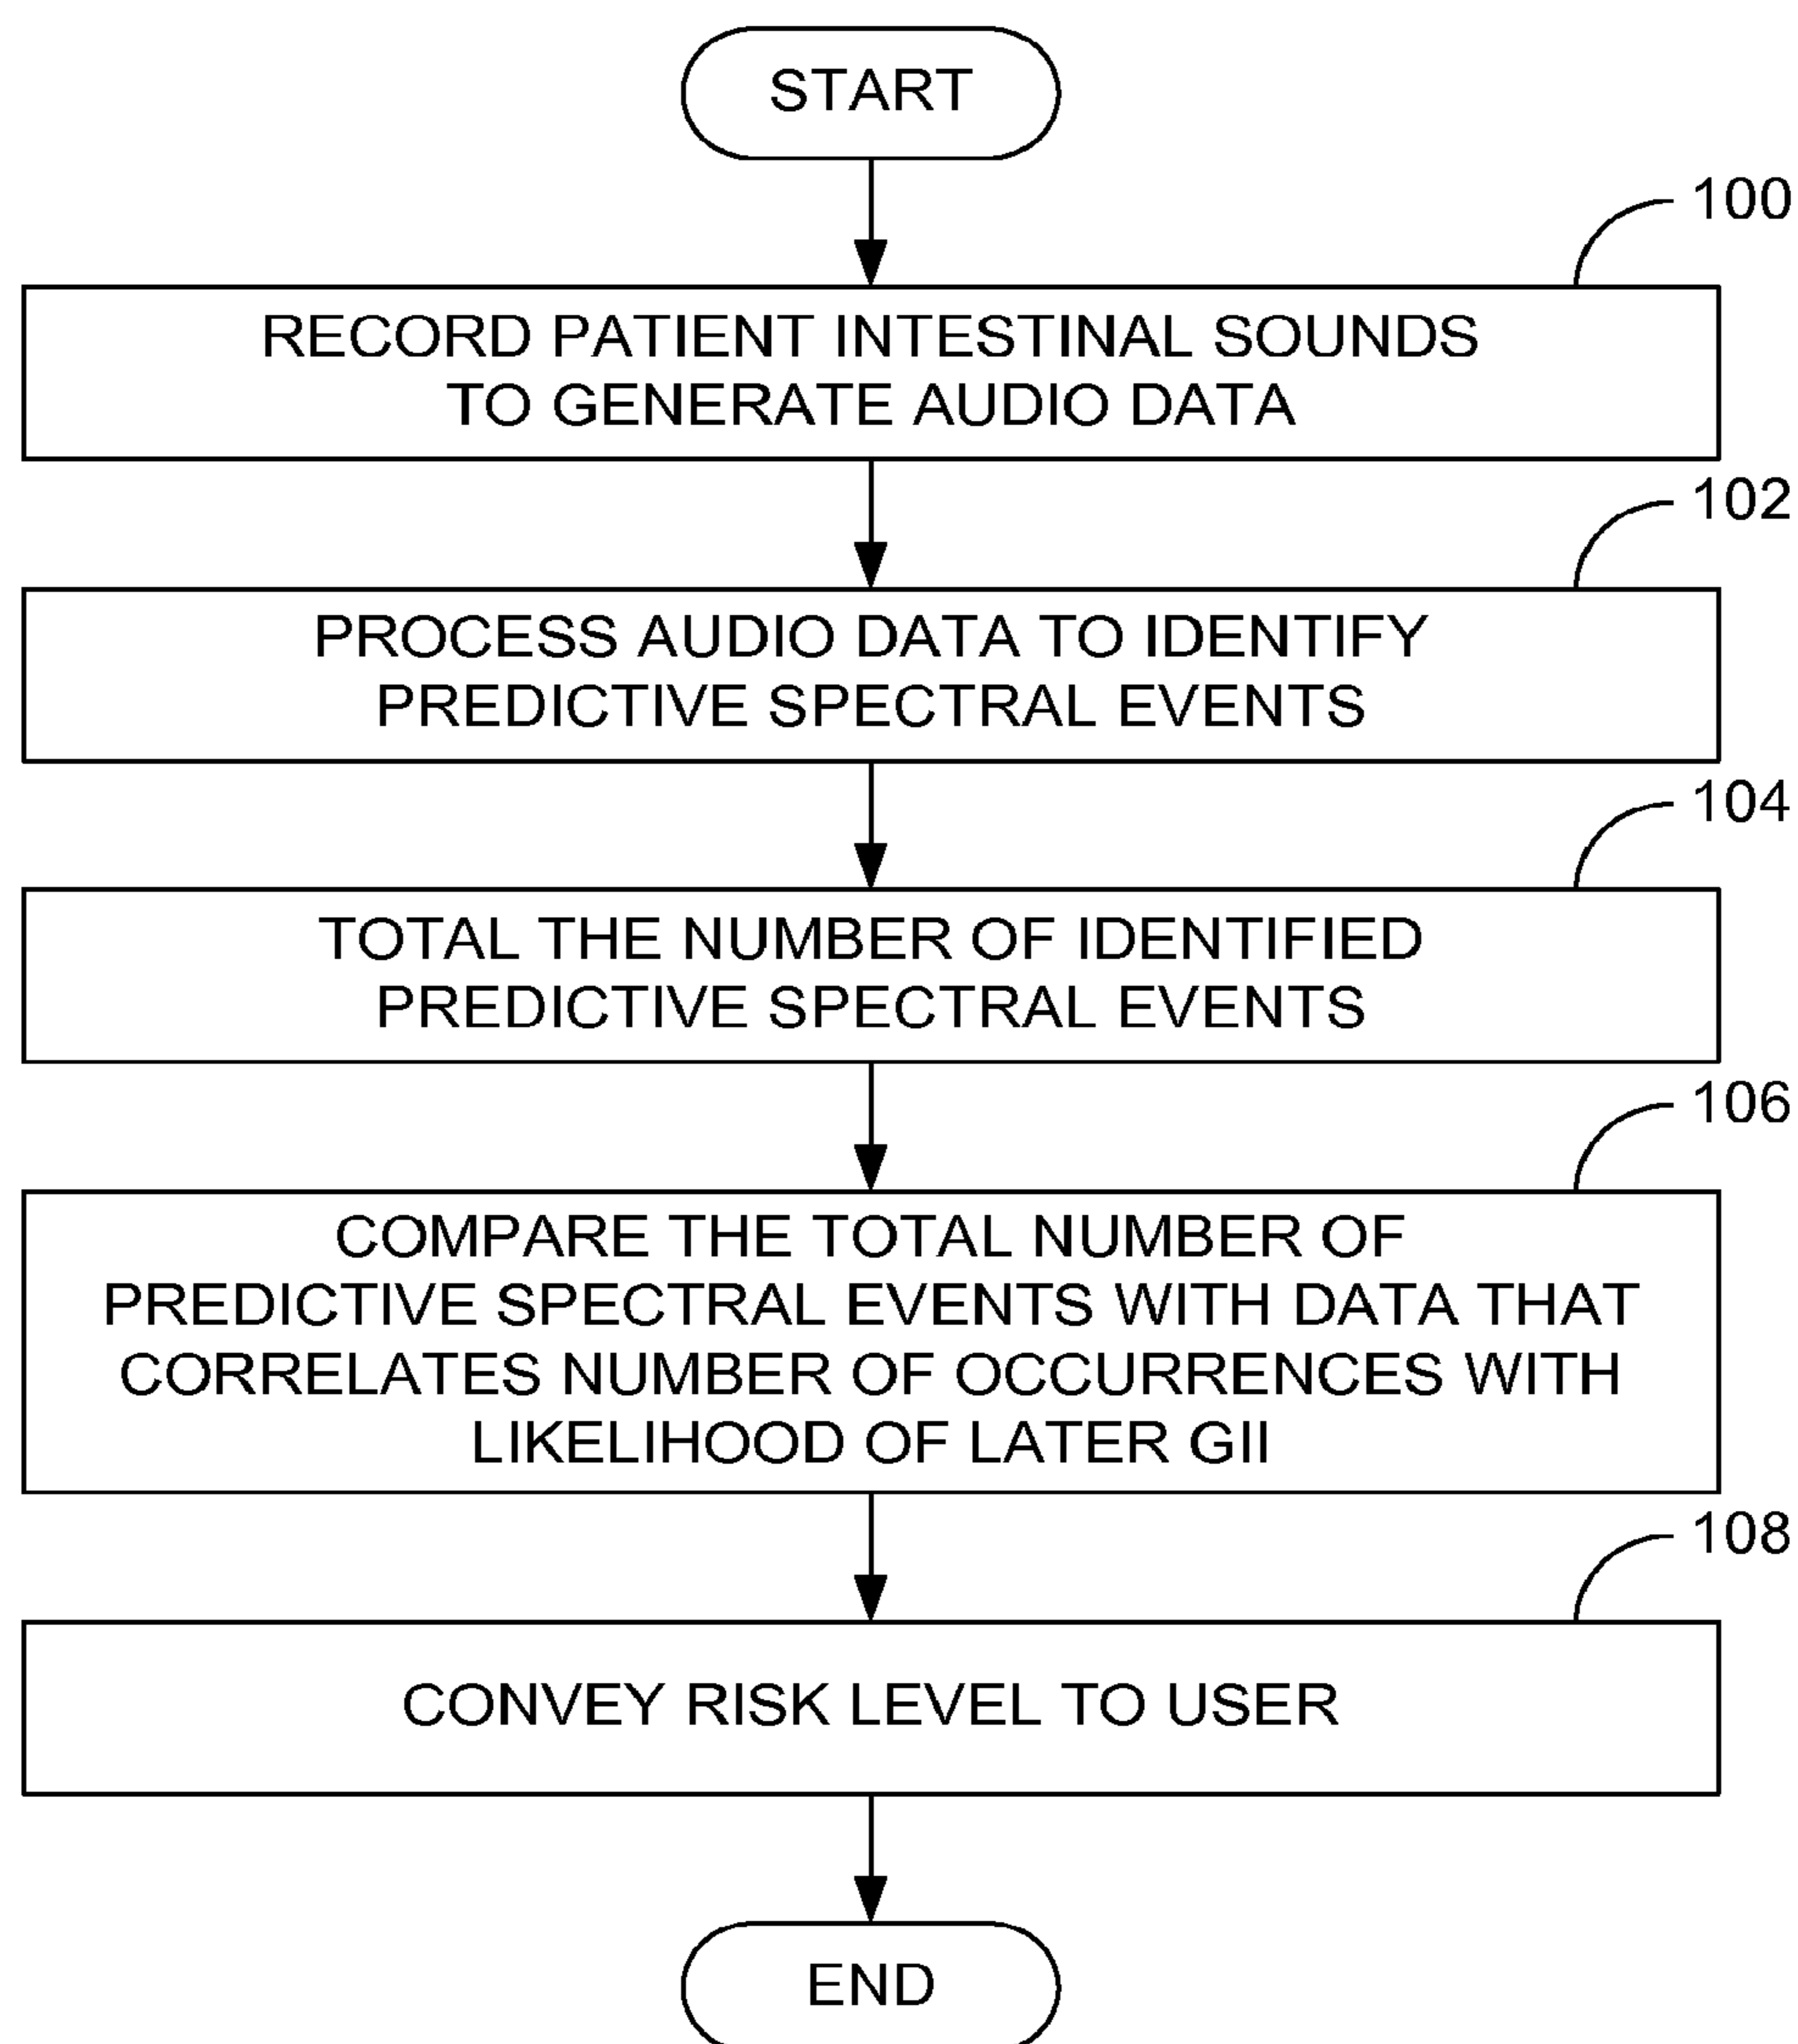 START
100
RECORD PATIENT INTESTINAL SOUNDS
TO GENERATE AUDIO DATA
102
PROCESS AUDIO DATA TO IDENTIFY
PREDICTIVE SPECTRAL EVENTS
104
TOTAL THE NUMBER OF IDENTIFIED
PREDICTIVE SPECTRAL EVENTS
106
COMPARE THE TOTAL NUMBER OF
PREDICTIVE SPECTRAL EVENTS WITH DATA THAT
CORRELATES NUMBER OF OCCURRENCES WITH
LIKELIHOOD OF LATER GII
108
CONVEY RISK LEVEL TO USER
END